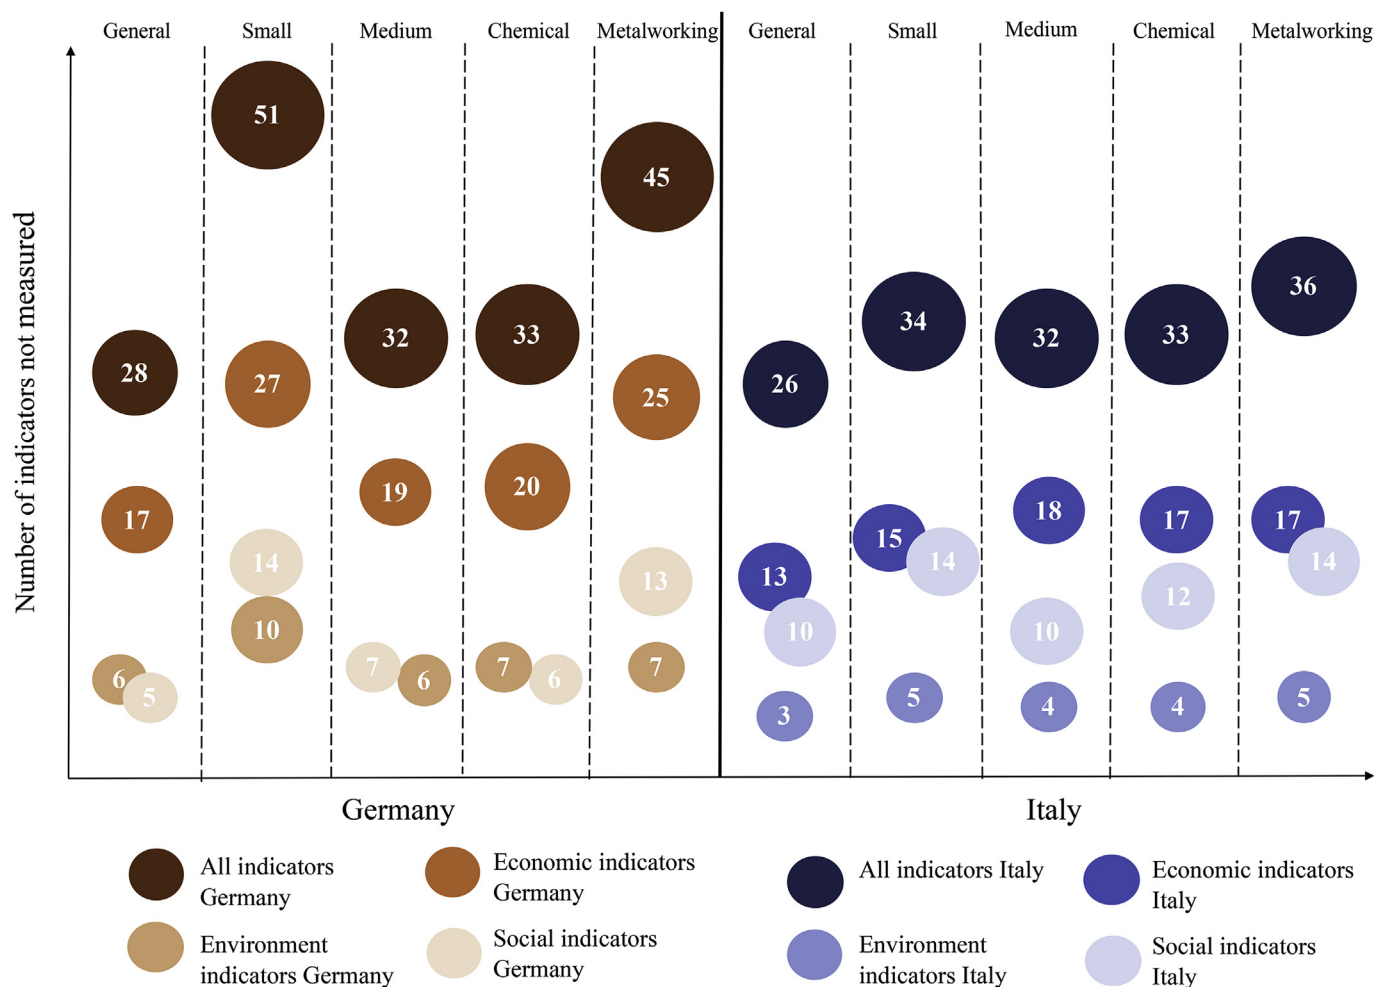 General
Small
Medium
Chemical
Metalworking
General
Small
Medium
Chemical
Metalworking
Number of indicators not measured
51
45
28
32
33
27
25
17
19
20
14
10
13
6
5
7
6
7
6
7
26
34
32
33
36
13
15
18
17
17
10
14
10
12
14
3
5
4
4
5
Germany
Italy
All indicators
Germany
Economic indicators
Germany
Environment
indicators Germany
Social indicators
Germany
All indicators Italy
Economic indicators
Italy
Environment
indicators Italy
Social indicators
Italy